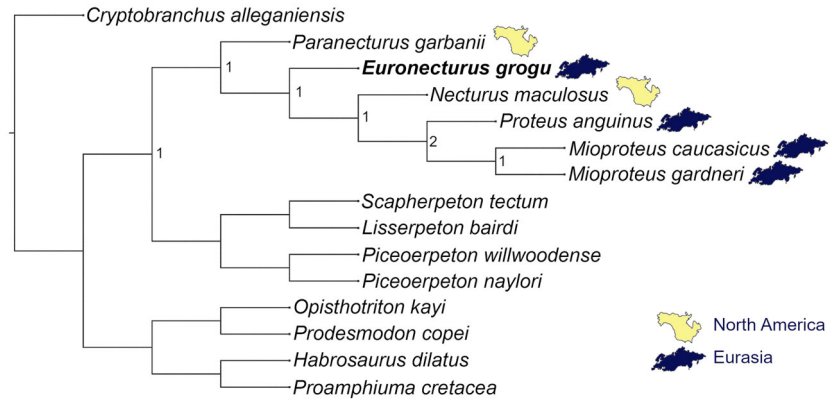 Cryptobranchus alleganiensis
Paranecturus garbanii
1
Euronecturus grogu
1
Necturus maculosus
1
Proteus anguinus
2
Mioproteus caucasicus
1
Mioproteus gardneri
1
Scapherpeton tectum
Lisserpeton bairdi
Piceoerpeton willwoodense
Piceoerpeton naylori
Opisthotriton kayi
Prodesmodon copei
Habrosaurus dilatus
Proamphiuma cretacea
North America
Eurasia